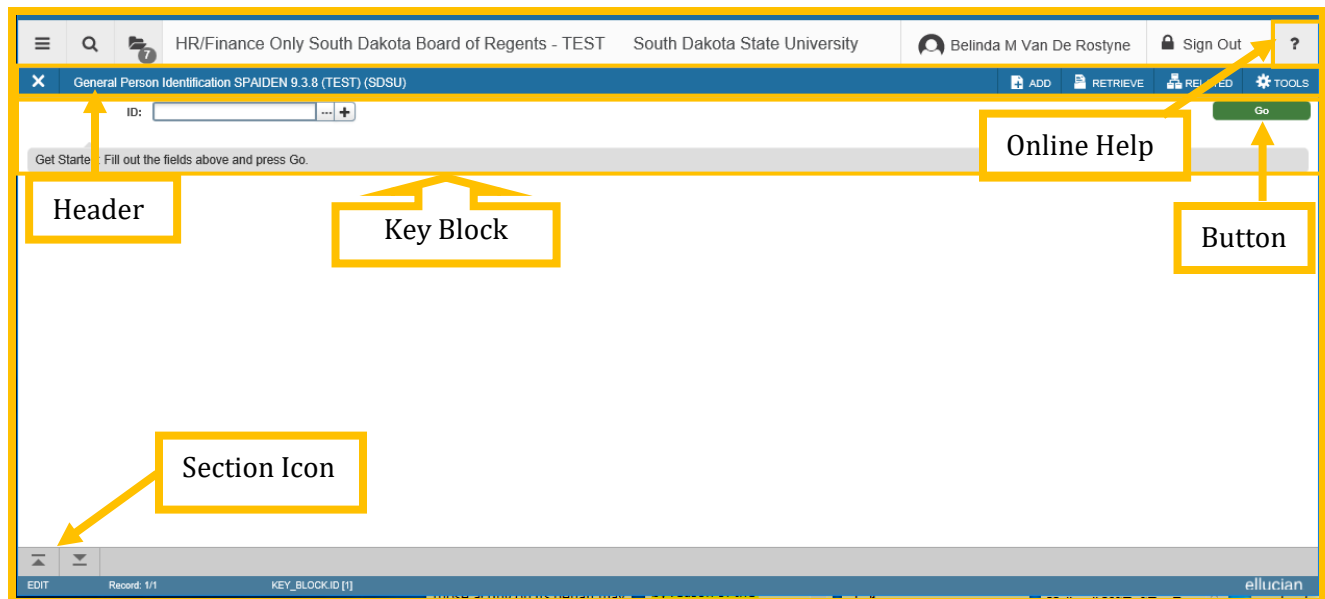 7
HR/Finance Only South Dakota Board of Regents - TEST South Dakota State University Belinda M Van De Rostyne Sign Out ?
General Person Identification SPAIDEN 9.3.8 (TEST) (SDSU) ADD RETRIEVE TOOLS
ID: ... Go
Online Help
Get Fill out the fields above and press Go.
Header
Key Block
Button
Section Icon
EDIT Record: 1/1 KEY_BLOCK.ID [1] ellucian